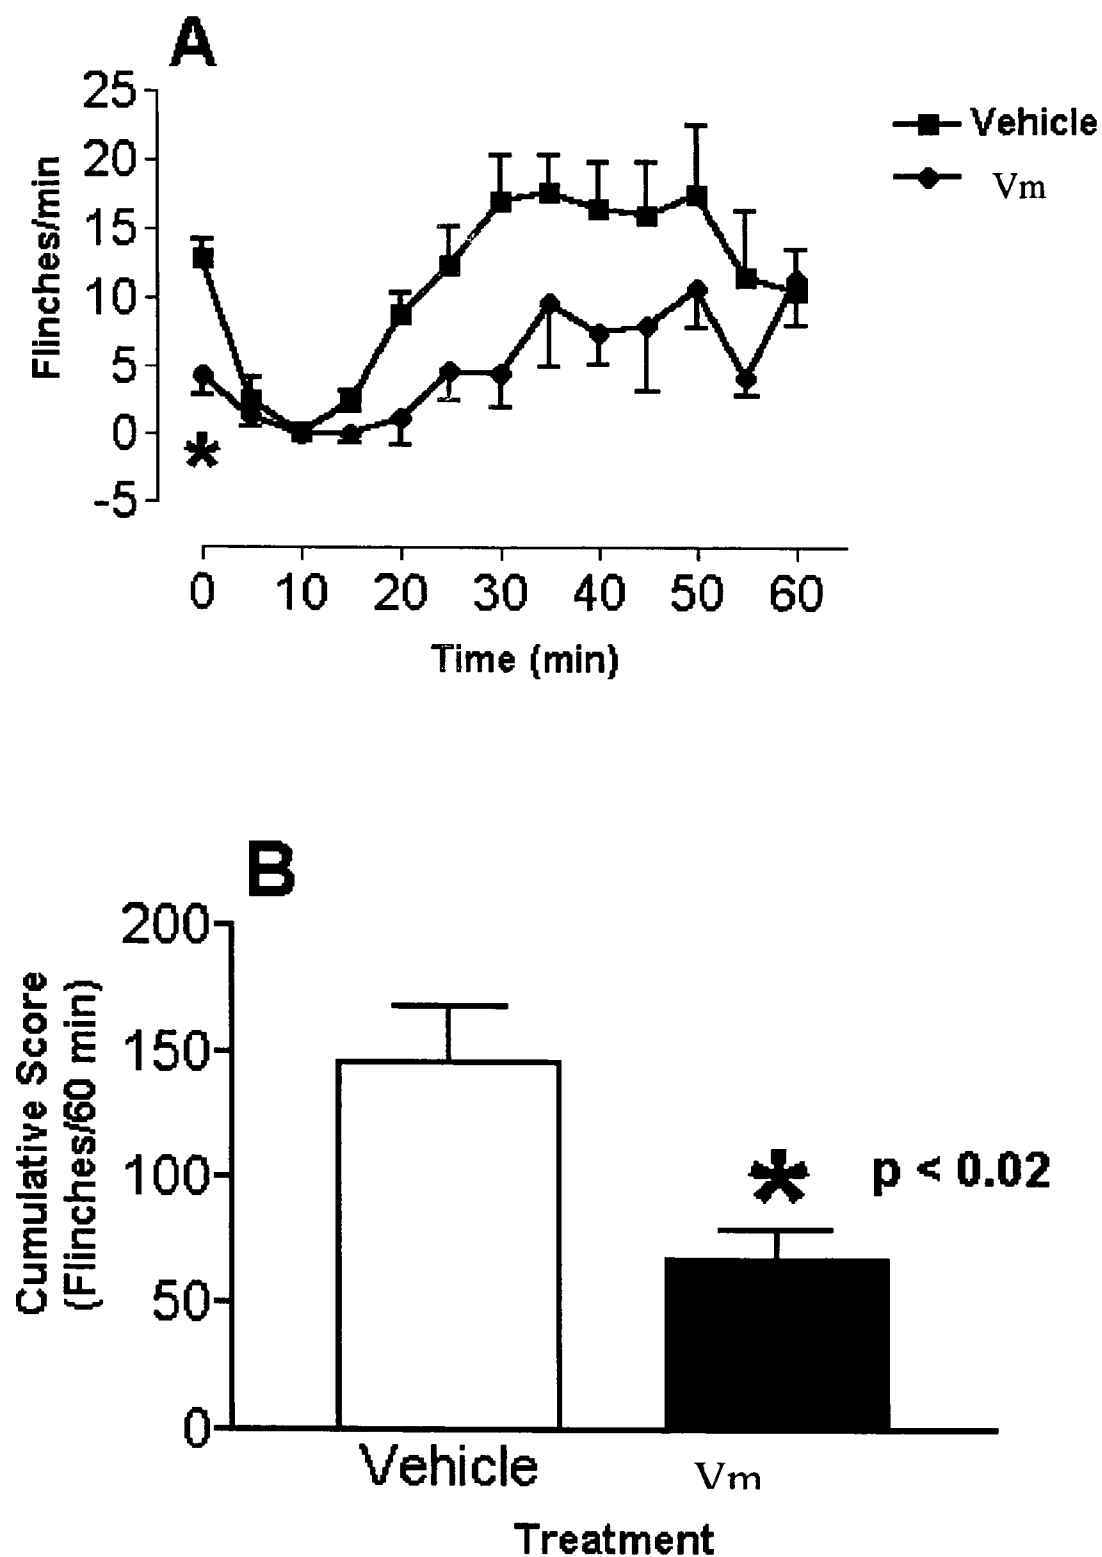 A
25
20
15
10
5
0
-5
Flinches/min
Vehicle
Vm
*
0 10 20 30 40 50 60
Time (min)
B
200
150
100
50
0
Cumulative Score
(Flinches/60 min)
* p < 0.02
Vehicle Vm
Treatment